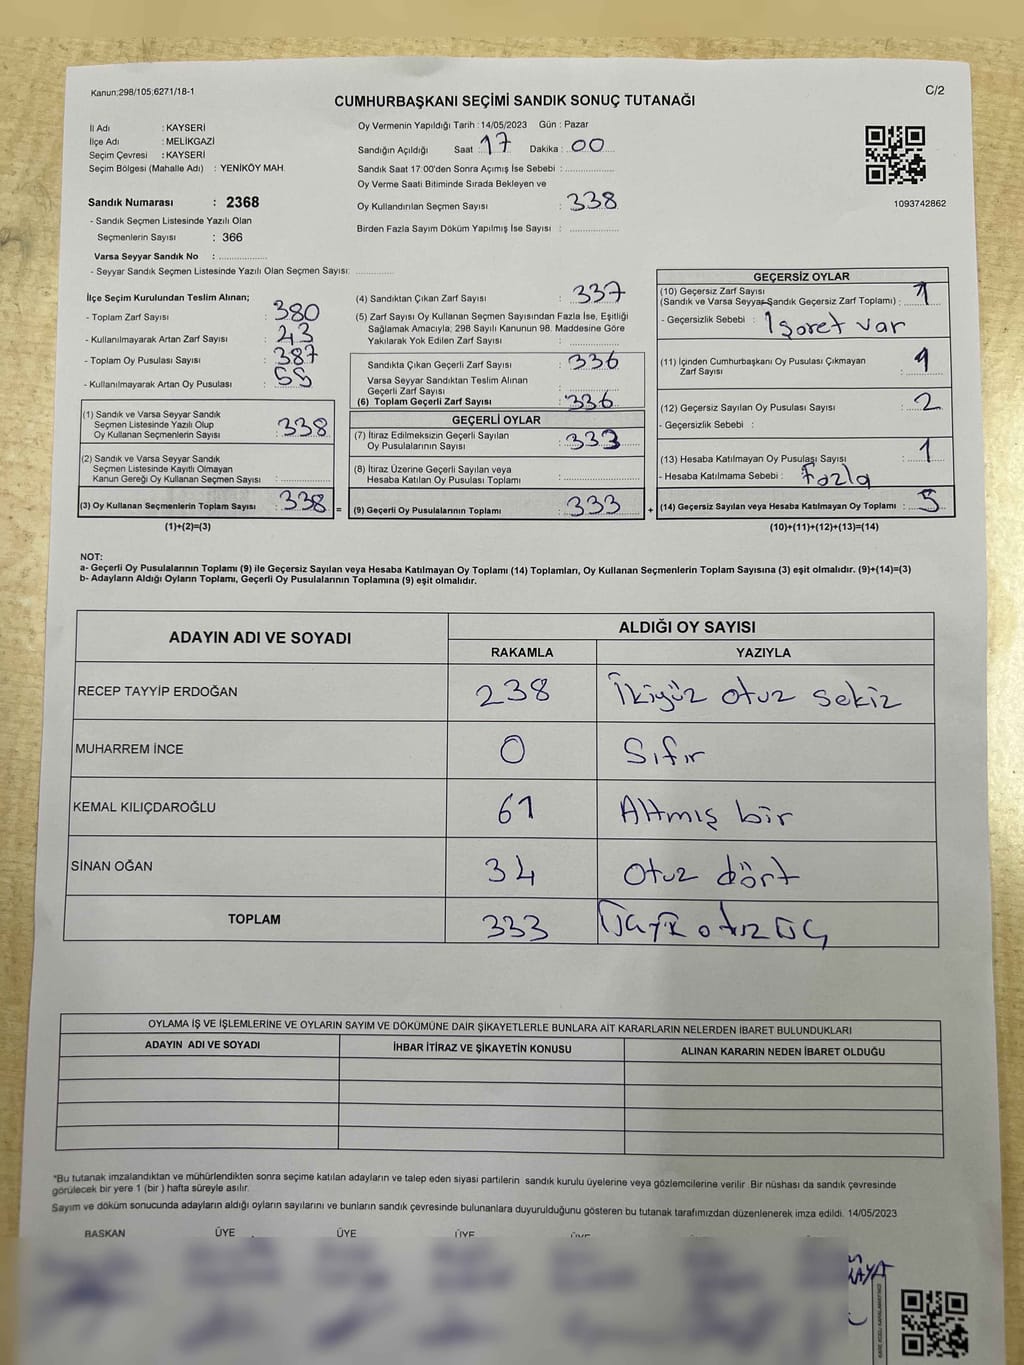 Kanun;298/105;6271/18-1
C/2
CUMHURBAŞKANI SEÇİMİ SANDIK SONUÇ TUTANAĞI
İl Adı : KAYSERİ
İlçe Adı : MELİKGAZİ
Seçim Çevresi : KAYSERİ
Seçim Bölgesi (Mahalle Adı) : YENİKÖY MAH
Sandık Numarası : 2368
- Sandık Seçmen Listesinde Yazılı Olan
Seçmenlerin Sayısı : 366
Varsa Seyyar Sandık No : ....................
- Seyyar Sandık Seçmen Listesinde Yazılı Olan Seçmen Sayısı: ..............
Oy Vermenin Yapıldığı Tarih : 14/05/2023 Gün : Pazar
Sandığın Açıldığı Saat : 17 Dakika : 00
Sandık Saat 17:00'den Sonra Açımış İse Sebebi : ..................
Oy Verme Saati Bitiminde Sırada Bekleyen ve
Oy Kullandırılan Seçmen Sayısı : 338
Birden Fazla Sayım Döküm Yapılmış İse Sayısı : ..................
1093742862
İlçe Seçim Kurulundan Teslim Alınan;
- Toplam Zarf Sayısı : 380
- Kullanılmayarak Artan Zarf Sayısı : 43
- Toplam Oy Pusulası Sayısı : 387
- Kullanılmayarak Artan Oy Pusulası :
(1) Sandık ve Varsa Seyyar Sandık
Seçmen Listesinde Yazılı Olup
Oy Kullanan Seçmenlerin Sayısı : 338
(2) Sandık ve Varsa Seyyar Sandık
Seçmen Listesinde Kayıtlı Olmayan
Kanun Gereği Oy Kullanan Seçmen Sayısı : ..............
(3) Oy Kullanan Seçmenlerin Toplam Sayısı : 338
(1)+(2)=(3)
=
(4) Sandıktan Çıkan Zarf Sayısı : 337
(5) Zarf Sayısı Oy Kullanan Seçmen Sayısından Fazla İse, Eşitliği
Sağlamak Amacıyla; 298 Sayılı Kanunun 98. Maddesine Göre
Yakılarak Yok Edilen Zarf Sayısı : ..................
Sandıkta Çıkan Geçerli Zarf Sayısı : 336
Varsa Seyyar Sandıktan Teslim Alınan
Geçerli Zarf Sayısı : ..................
(6) Toplam Geçerli Zarf Sayısı : 336
GEÇERLİ OYLAR
(7) İtiraz Edilmeksizin Geçerli Sayılan
Oy Pusulalarının Sayısı : 333
(8) İtiraz Üzerine Geçerli Sayılan veya
Hesaba Katılan Oy Pusulası Toplamı : ..................
(9) Geçerli Oy Pusulalarının Toplamı : 333
+
GEÇERSİZ OYLAR
(10) Geçersiz Zarf Sayısı
(Sandık ve Varsa Seyyar Sandık Geçersiz Zarf Toplamı) : 1
- Geçersizlik Sebebi : İşaret var
(11) İçinden Cumhurbaşkanı Oy Pusulası Çıkmayan
Zarf Sayısı : 1
(12) Geçersiz Sayılan Oy Pusulası Sayısı : 2
- Geçersizlik Sebebi :
(13) Hesaba Katılmayan Oy Pusulası Sayısı : 1
- Hesaba Katılmama Sebebi : Fazla
(14) Geçersiz Sayılan veya Hesaba Katılmayan Oy Toplamı : 5
(10)+(11)+(12)+(13)=(14)
NOT:
a- Geçerli Oy Pusulalarının Toplamı (9) ile Geçersiz Sayılan veya Hesaba Katılmayan Oy Toplamı (14) Toplamları, Oy Kullanan Seçmenlerin Toplam Sayısına (3) eşit olmalıdır. (9)+(14)=(3)
b- Adayların Aldığı Oyların Toplamı, Geçerli Oy Pusulalarının Toplamına (9) eşit olmalıdır.
ADAYIN ADI VE SOYADI ALDIĞI OY SAYISI
RAKAMLA YAZIYLA
RECEP TAYYİP ERDOĞAN 238 İkiyüz otuz sekiz
MUHARREM İNCE 0 Sıfır
KEMAL KILIÇDAROĞLU 61 Altmış bir
SİNAN OĞAN 34 Otuz dört
TOPLAM 333 Üçyüz otuz üç
OYLAMA İŞ VE İŞLEMLERİNE VE OYLARIN SAYIM VE DÖKÜMÜNE DAİR ŞİKAYETLERLE BUNLARA AİT KARARLARIN NELERDEN İBARET BULUNDUKLARI
ADAYIN ADI VE SOYADI İHBAR İTİRAZ VE ŞİKAYETİN KONUSU ALINAN KARARIN NEDEN İBARET OLDUĞU
*Bu tutanak imzalandıktan ve mühürlendikten sonra seçime katılan adayların ve talep eden siyasi partilerin sandık kurulu üyelerine veya gözlemcilerine verilir Bir nüshası da sandık çevresinde
görülecek bir yere 1 (bir ) hafta süreyle asılır.
Sayım ve döküm sonucunda adayların aldığı oyların sayılarını ve bunların sandık çevresinde bulunanlara duyurulduğunu gösteren bu tutanak tarafımızdan düzenlenerek imza edildi. 14/05/2023
BAŞKAN ÜYE ÜYE ÜYE ÜYE